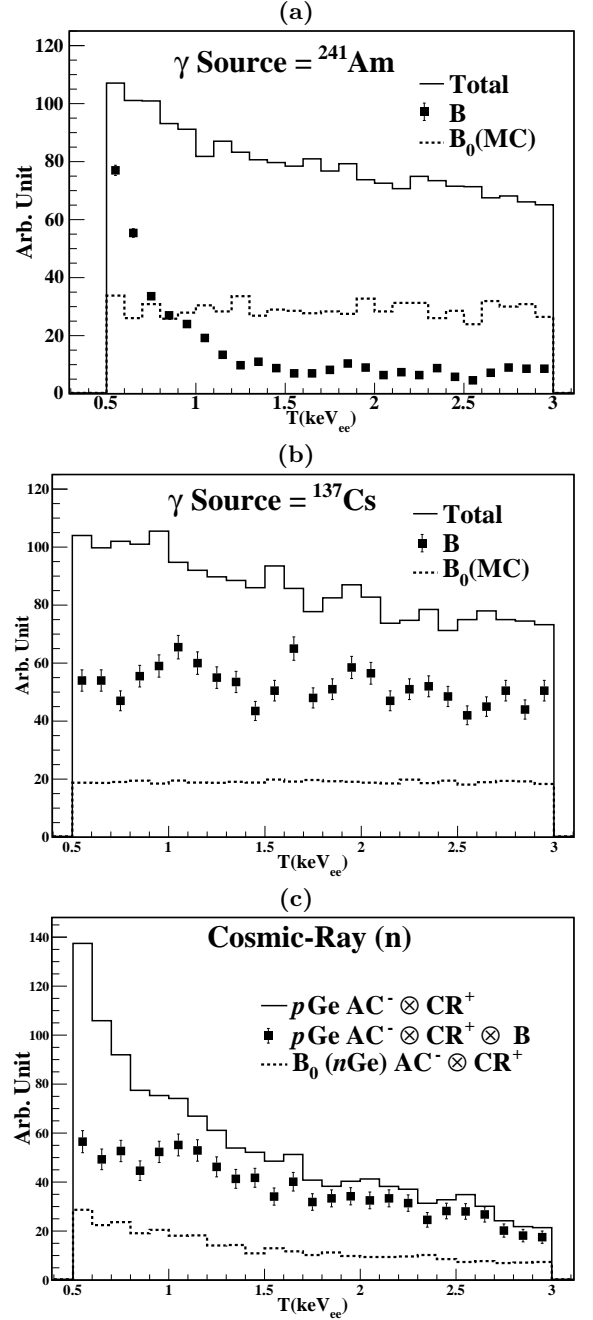 (a)
γ Source = ²⁴¹Am
Total
B
B₀(MC)
Arb. Unit
120
100
80
60
40
20
0
0.5 1 1.5 2 2.5 3
T(keVₑₑ)
(b)
γ Source = ¹³⁷Cs
Total
B
B₀(MC)
Arb. Unit
120
100
80
60
40
20
0
0.5 1 1.5 2 2.5 3
T(keVₑₑ)
(c)
Cosmic-Ray (n)
pGe AC⁻ ⊗ CR⁺
pGe AC⁻ ⊗ CR⁺ ⊗ B
B₀ (nGe) AC⁻ ⊗ CR⁺
Arb. Unit
140
120
100
80
60
40
20
0
0.5 1 1.5 2 2.5 3
T(keVₑₑ)